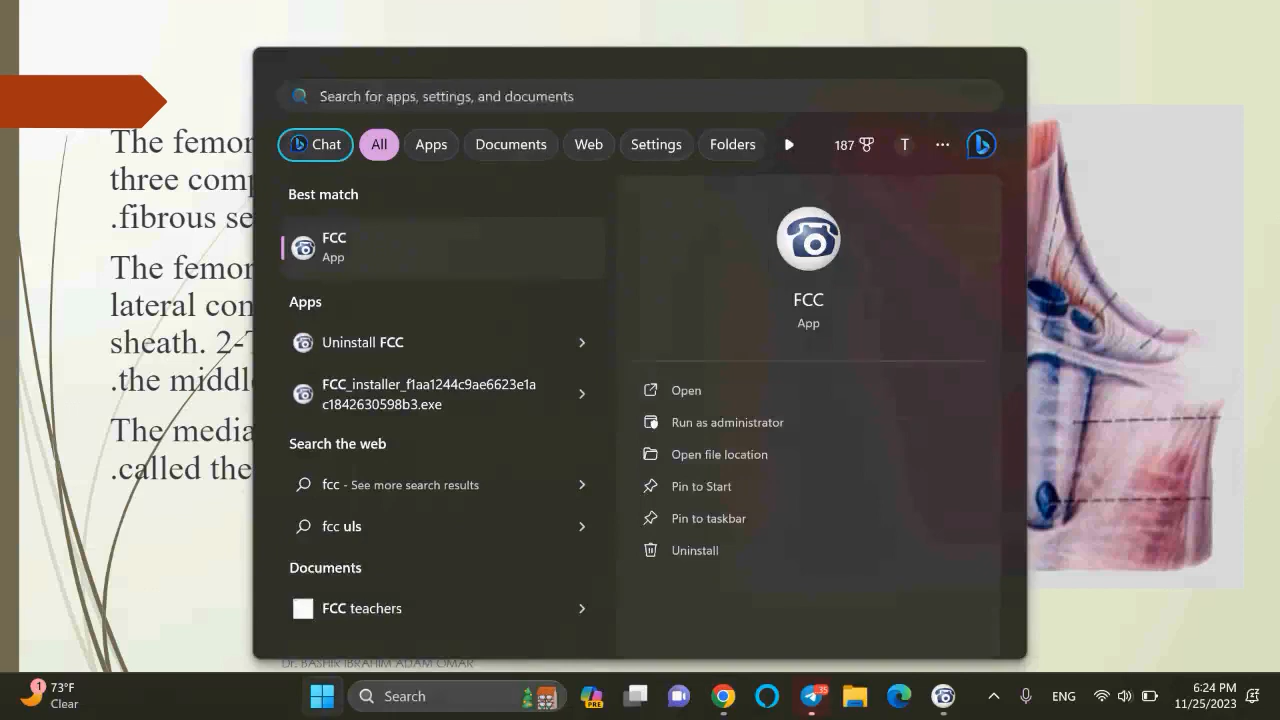 Search for apps, settings, and documents
Chat All Apps Documents Web Settings Folders 187 T ...
Best match
FCC
App
Apps
Uninstall FCC
FCC_installer_f1aa1244c9ae6623e1a
c1842630598b3.exe
Search the web
fcc - See more search results
fcc uls
Documents
FCC teachers
FCC
App
Open
Run as administrator
Open file location
Pin to Start
Pin to taskbar
Uninstall
The femor
three comp
.fibrous se
The femor
lateral con
sheath. 2-T
.the middle
The media
.called the
Dr. BASHIR IBRAHIM ADAM OMAR
1
73°F
Clear
Search
PRE
35
ENG
6:24 PM
11/25/2023